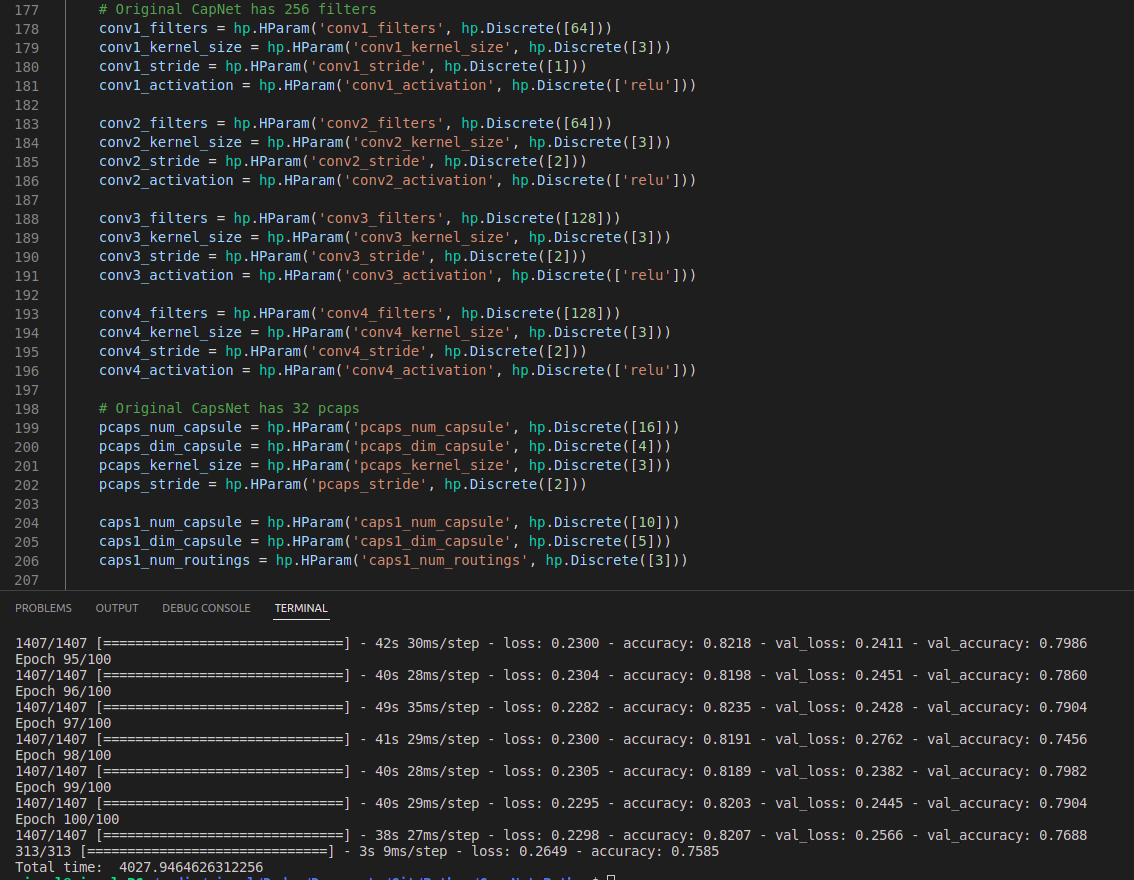 177 # Original CapNet has 256 filters
178 conv1_filters = hp.HParam('conv1_filters', hp.Discrete([64]))
179 conv1_kernel_size = hp.HParam('conv1_kernel_size', hp.Discrete([3]))
180 conv1_stride = hp.HParam('conv1_stride', hp.Discrete([1]))
181 conv1_activation = hp.HParam('conv1_activation', hp.Discrete(['relu']))
182
183 conv2_filters = hp.HParam('conv2_filters', hp.Discrete([64]))
184 conv2_kernel_size = hp.HParam('conv2_kernel_size', hp.Discrete([3]))
185 conv2_stride = hp.HParam('conv2_stride', hp.Discrete([2]))
186 conv2_activation = hp.HParam('conv2_activation', hp.Discrete(['relu']))
187
188 conv3_filters = hp.HParam('conv3_filters', hp.Discrete([128]))
189 conv3_kernel_size = hp.HParam('conv3_kernel_size', hp.Discrete([3]))
190 conv3_stride = hp.HParam('conv3_stride', hp.Discrete([2]))
191 conv3_activation = hp.HParam('conv3_activation', hp.Discrete(['relu']))
192
193 conv4_filters = hp.HParam('conv4_filters', hp.Discrete([128]))
194 conv4_kernel_size = hp.HParam('conv4_kernel_size', hp.Discrete([3]))
195 conv4_stride = hp.HParam('conv4_stride', hp.Discrete([2]))
196 conv4_activation = hp.HParam('conv4_activation', hp.Discrete(['relu']))
197
198 # Original CapsNet has 32 pcaps
199 pcaps_num_capsule = hp.HParam('pcaps_num_capsule', hp.Discrete([16]))
200 pcaps_dim_capsule = hp.HParam('pcaps_dim_capsule', hp.Discrete([4]))
201 pcaps_kernel_size = hp.HParam('pcaps_kernel_size', hp.Discrete([3]))
202 pcaps_stride = hp.HParam('pcaps_stride', hp.Discrete([2]))
203
204 caps1_num_capsule = hp.HParam('caps1_num_capsule', hp.Discrete([10]))
205 caps1_dim_capsule = hp.HParam('caps1_dim_capsule', hp.Discrete([5]))
206 caps1_num_routings = hp.HParam('caps1_num_routings', hp.Discrete([3]))
207
PROBLEMS OUTPUT DEBUG CONSOLE TERMINAL
1407/1407 [==============================] - 42s 30ms/step - loss: 0.2300 - accuracy: 0.8218 - val_loss: 0.2411 - val_accuracy: 0.7986
Epoch 95/100
1407/1407 [==============================] - 40s 28ms/step - loss: 0.2304 - accuracy: 0.8198 - val_loss: 0.2451 - val_accuracy: 0.7860
Epoch 96/100
1407/1407 [==============================] - 49s 35ms/step - loss: 0.2282 - accuracy: 0.8235 - val_loss: 0.2428 - val_accuracy: 0.7904
Epoch 97/100
1407/1407 [==============================] - 41s 29ms/step - loss: 0.2300 - accuracy: 0.8191 - val_loss: 0.2762 - val_accuracy: 0.7456
Epoch 98/100
1407/1407 [==============================] - 40s 28ms/step - loss: 0.2305 - accuracy: 0.8189 - val_loss: 0.2382 - val_accuracy: 0.7982
Epoch 99/100
1407/1407 [==============================] - 40s 29ms/step - loss: 0.2295 - accuracy: 0.8203 - val_loss: 0.2445 - val_accuracy: 0.7904
Epoch 100/100
1407/1407 [==============================] - 38s 27ms/step - loss: 0.2298 - accuracy: 0.8207 - val_loss: 0.2566 - val_accuracy: 0.7688
313/313 [==============================] - 3s 9ms/step - loss: 0.2649 - accuracy: 0.7585
Total time:  4027.9464626312256